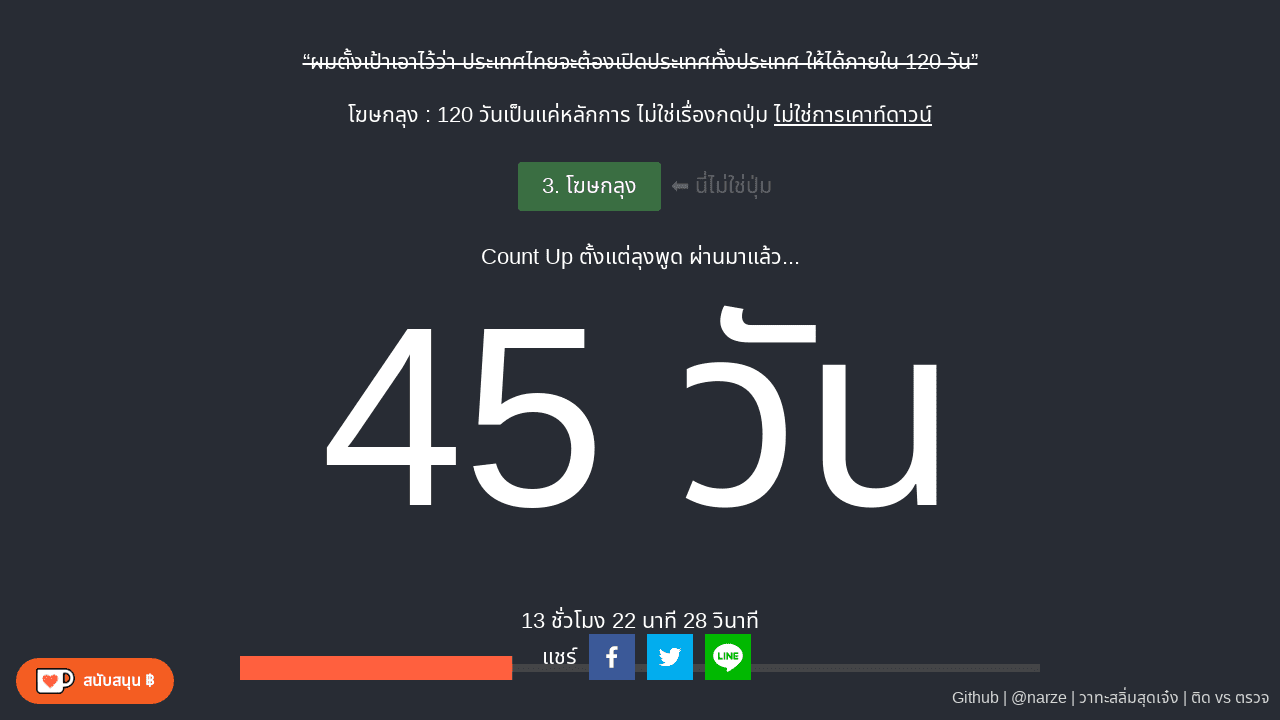 “ผมตั้งเป้าเอาไว้ว่า ประเทศไทยจะต้องเปิดประเทศทั้งประเทศ ให้ได้ภายใน 120 วัน”
โฆษกลุง : 120 วันเป็นแค่หลักการ ไม่ใช่เรื่องกดปุ่ม ไม่ใช่การเคาท์ดาวน์
3. โฆษกลุง ⬅ นี่ไม่ใช่ปุ่ม
Count Up ตั้งแต่ลุงพูด ผ่านมาแล้ว...
45 วัน
13 ชั่วโมง 22 นาที 28 วินาที
แชร์
LINE
สนับสนุน ฿
Github | @narze | วาทะสลิ่มสุดเจ๋ง | ติด vs ตรวจ